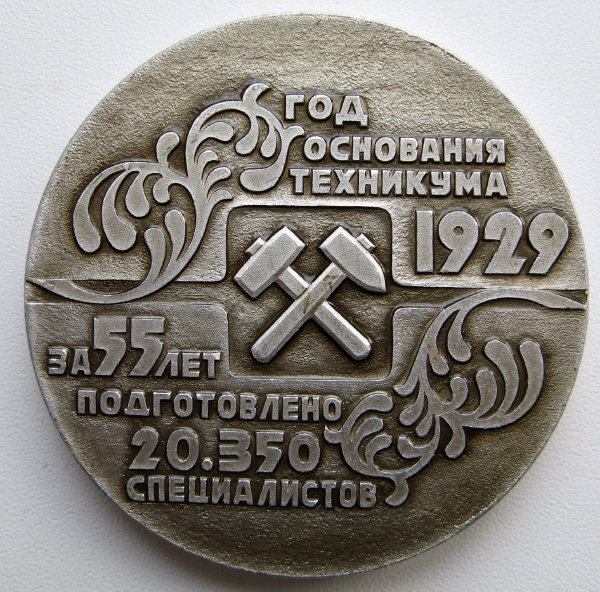 ГОД
ОСНОВАНИЯ
ТЕХНИКУМА
1929
ЗА 55 ЛЕТ
ПОДГОТОВЛЕНО
20.350
СПЕЦИАЛИСТОВ